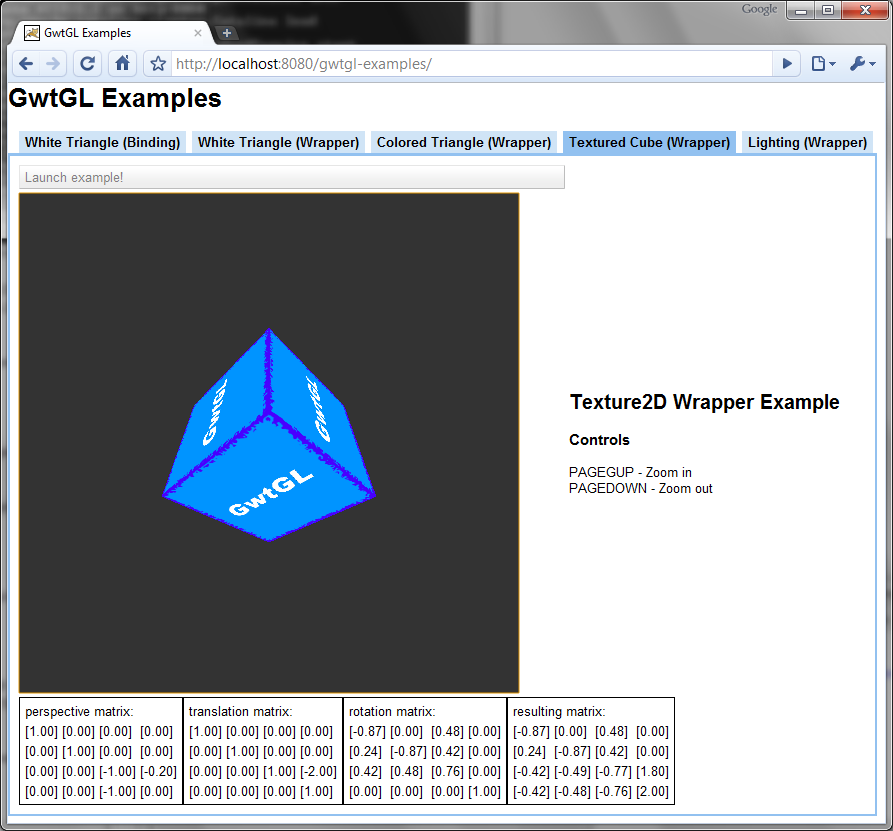 Google
GwtGL Examples
http://localhost:8080/gwtgl-examples/
GwtGL Examples
White Triangle (Binding) White Triangle (Wrapper) Colored Triangle (Wrapper) Textured Cube (Wrapper) Lighting (Wrapper)
Launch example!
GwtGL
GwtGL
GwtGL
Texture2D Wrapper Example
Controls
PAGEGUP - Zoom in
PAGEDOWN - Zoom out
perspective matrix:
[1.00] [0.00] [0.00] [0.00]
[0.00] [1.00] [0.00] [0.00]
[0.00] [0.00] [-1.00] [-0.20]
[0.00] [0.00] [-1.00] [0.00]
translation matrix:
[1.00] [0.00] [0.00] [0.00]
[0.00] [1.00] [0.00] [0.00]
[0.00] [0.00] [1.00] [-2.00]
[0.00] [0.00] [0.00] [1.00]
rotation matrix:
[-0.87] [0.00] [0.48] [0.00]
[0.24] [-0.87] [0.42] [0.00]
[0.42] [0.48] [0.76] [0.00]
[0.00] [0.00] [0.00] [1.00]
resulting matrix:
[-0.87] [0.00] [0.48] [0.00]
[0.24] [-0.87] [0.42] [0.00]
[-0.42] [-0.49] [-0.77] [1.80]
[-0.42] [-0.48] [-0.76] [2.00]